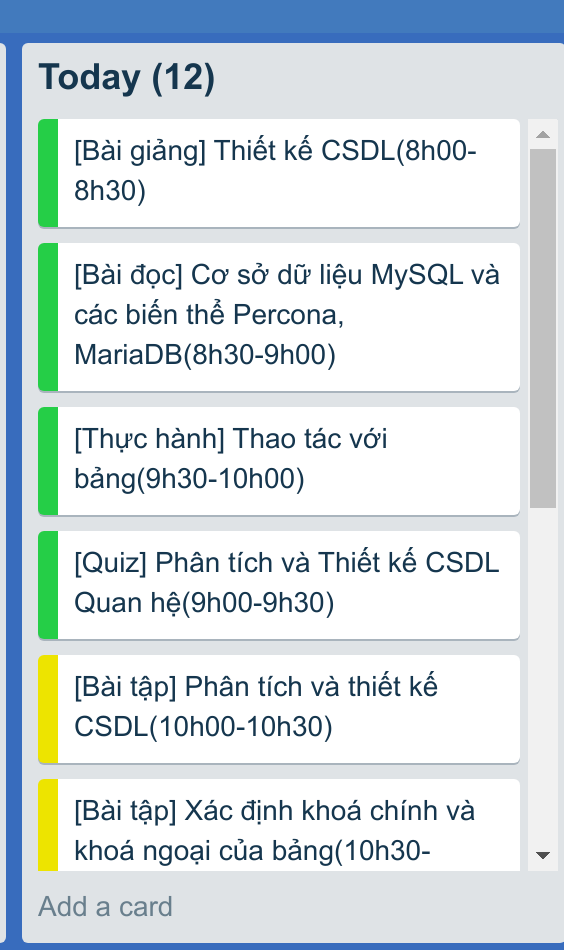 Today (12)
[Bài giảng] Thiết kế CSDL(8h00-
8h30)
[Bài đọc] Cơ sở dữ liệu MySQL và
các biến thể Percona,
MariaDB(8h30-9h00)
[Thực hành] Thao tác với
bảng(9h30-10h00)
[Quiz] Phân tích và Thiết kế CSDL
Quan hệ(9h00-9h30)
[Bài tập] Phân tích và thiết kế
CSDL(10h00-10h30)
[Bài tập] Xác định khoá chính và
khoá ngoại của bảng(10h30-
Add a card